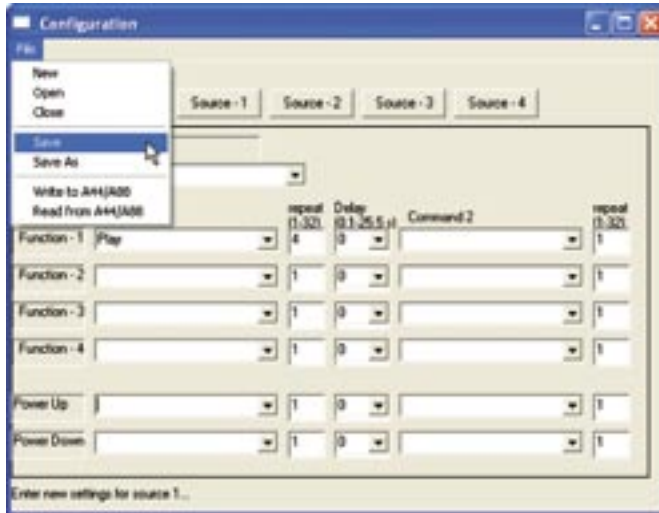 Configuration
File
New
Open
Close
Save
Save As
Write to A44/A88
Read from A44/A88
Source - 1 Source - 2 Source - 3 Source - 4
repeat (1-32) Delay (0.1-25.5 s) Command 2 repeat (1-32)
Function - 1 Play 4 0 1
Function - 2 1 0 1
Function - 3 1 0 1
Function - 4 1 0 1
Power Up 1 0 1
Power Down 1 0 1
Enter new settings for source 1...